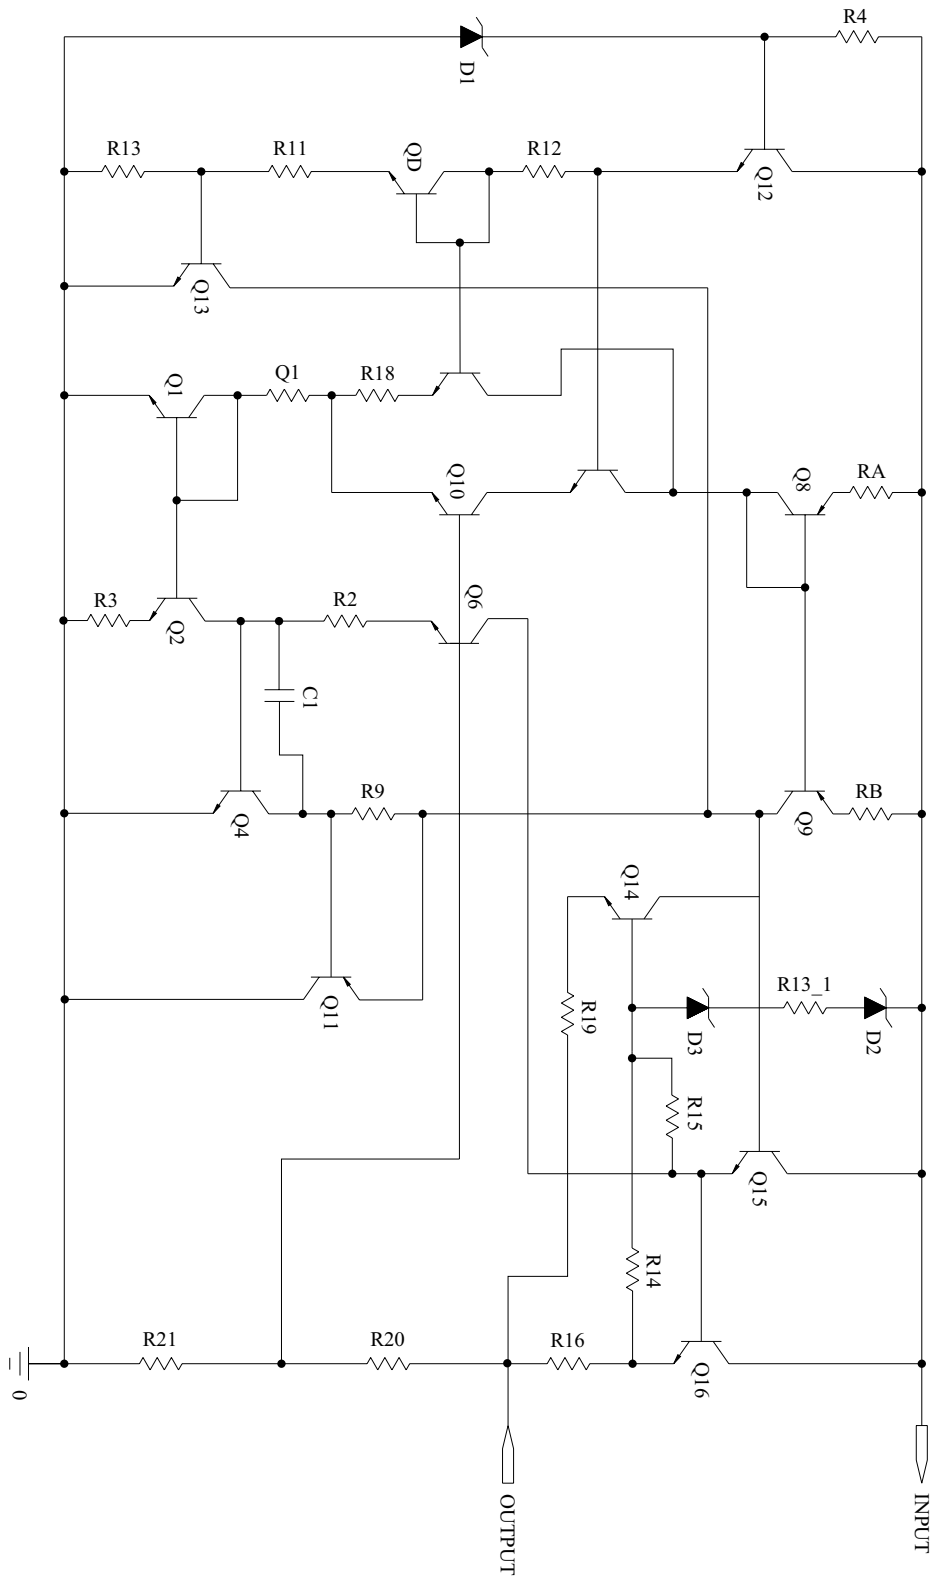 R4
D1
R13
R11
QD
R12
Q12
Q13
Q1
Q1
R18
Q10
Q8
RA
R3
Q2
R2
Q6
C1
Q4
R9
Q9
RB
Q14
Q11
R19
D3
R13_1
D2
R15
Q15
R14
R21
R20
R16
Q16
0
OUTPUT
INPUT